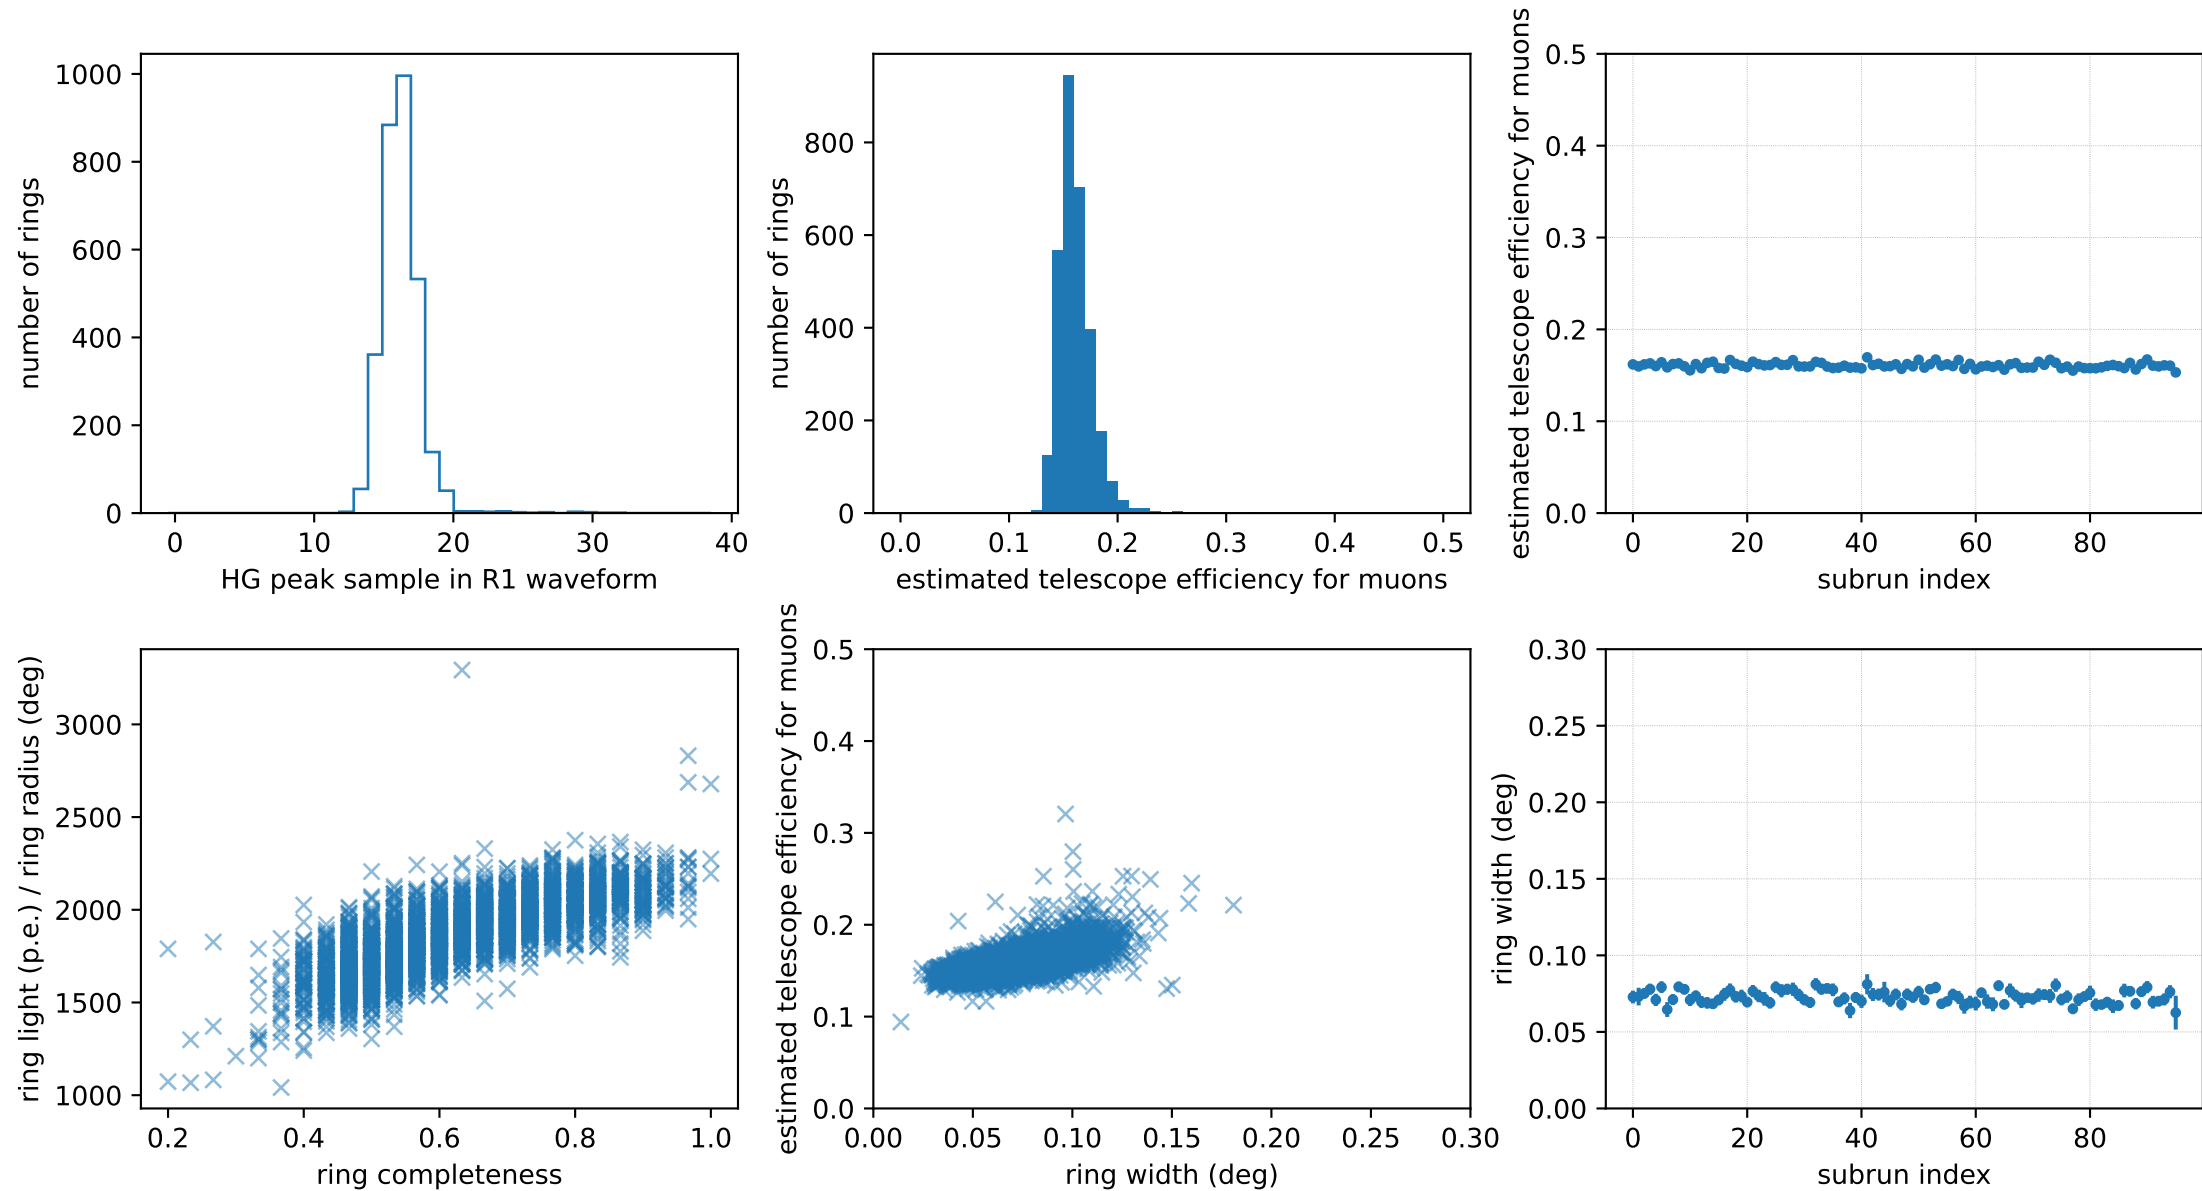 1000
800
600
400
200
0
number of rings
0 10 20 30 40
HG peak sample in R1 waveform
800
600
400
200
0
number of rings
0.0 0.1 0.2 0.3 0.4 0.5
estimated telescope efficiency for muons
0.5
0.4
0.3
0.2
0.1
0.0
estimated telescope efficiency for muons
0 20 40 60 80
subrun index
3000
2500
2000
1500
1000
ring light (p.e.) / ring radius (deg)
0.2 0.4 0.6 0.8 1.0
ring completeness
0.5
0.4
0.3
0.2
0.1
0.0
estimated telescope efficiency for muons
0.00 0.05 0.10 0.15 0.20 0.25 0.30
ring width (deg)
0.30
0.25
0.20
0.15
0.10
0.05
0.00
ring width (deg)
0 20 40 60 80
subrun index